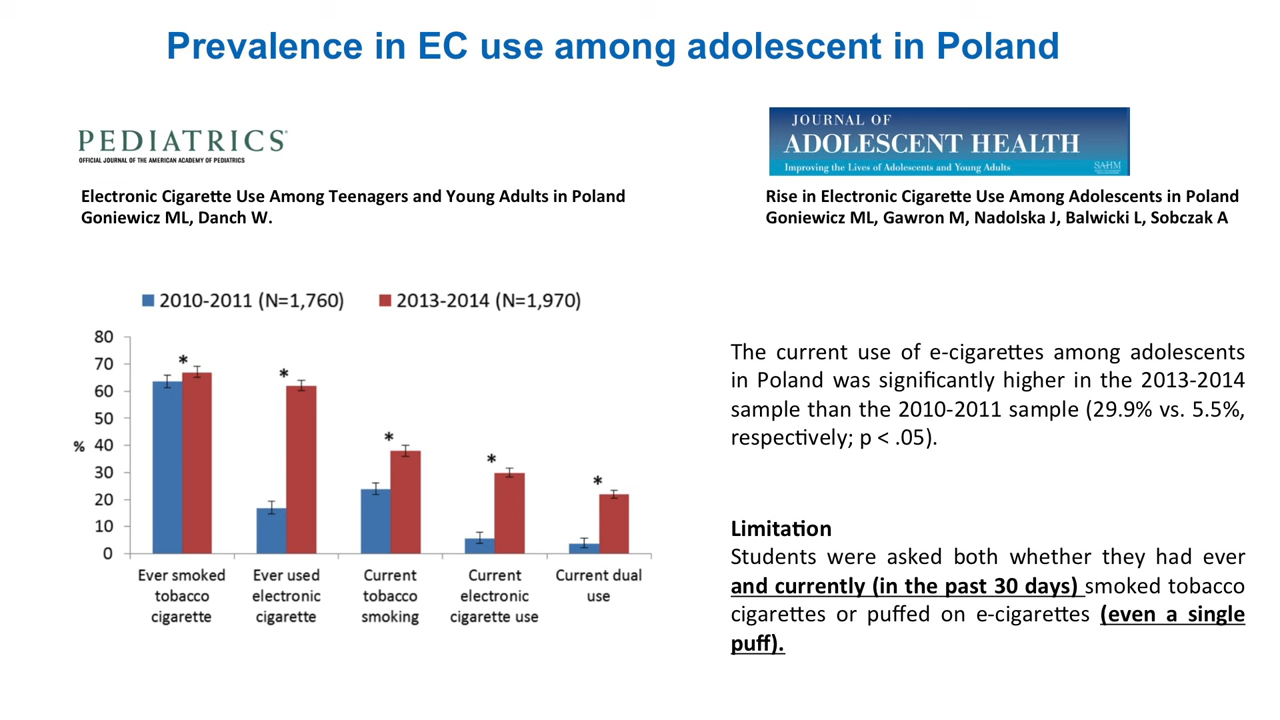 Prevalence in EC use among adolescent in Poland
PEDIATRICS®
OFFICIAL JOURNAL OF THE AMERICAN ACADEMY OF PEDIATRICS
Electronic Cigarette Use Among Teenagers and Young Adults in Poland
Goniewicz ML, Danch W.
JOURNAL OF
ADOLESCENT HEALTH
Improving the Lives of Adolescents and Young Adults
SAHM
Rise in Electronic Cigarette Use Among Adolescents in Poland
Goniewicz ML, Gawron M, Nadolska J, Balwicki L, Sobczak A
2010-2011 (N=1,760)
2013-2014 (N=1,970)
%
80
70
60
50
40
30
20
10
0
*
*
*
*
*
Ever smoked
tobacco
cigarette
Ever used
electronic
cigarette
Current
tobacco
smoking
Current
electronic
cigarette use
Current dual
use
The current use of e-cigarettes among adolescents
in Poland was significantly higher in the 2013-2014
sample than the 2010-2011 sample (29.9% vs. 5.5%,
respectively; p < .05).
Limitation
Students were asked both whether they had ever
and currently (in the past 30 days) smoked tobacco
cigarettes or puffed on e-cigarettes (even a single
puff).